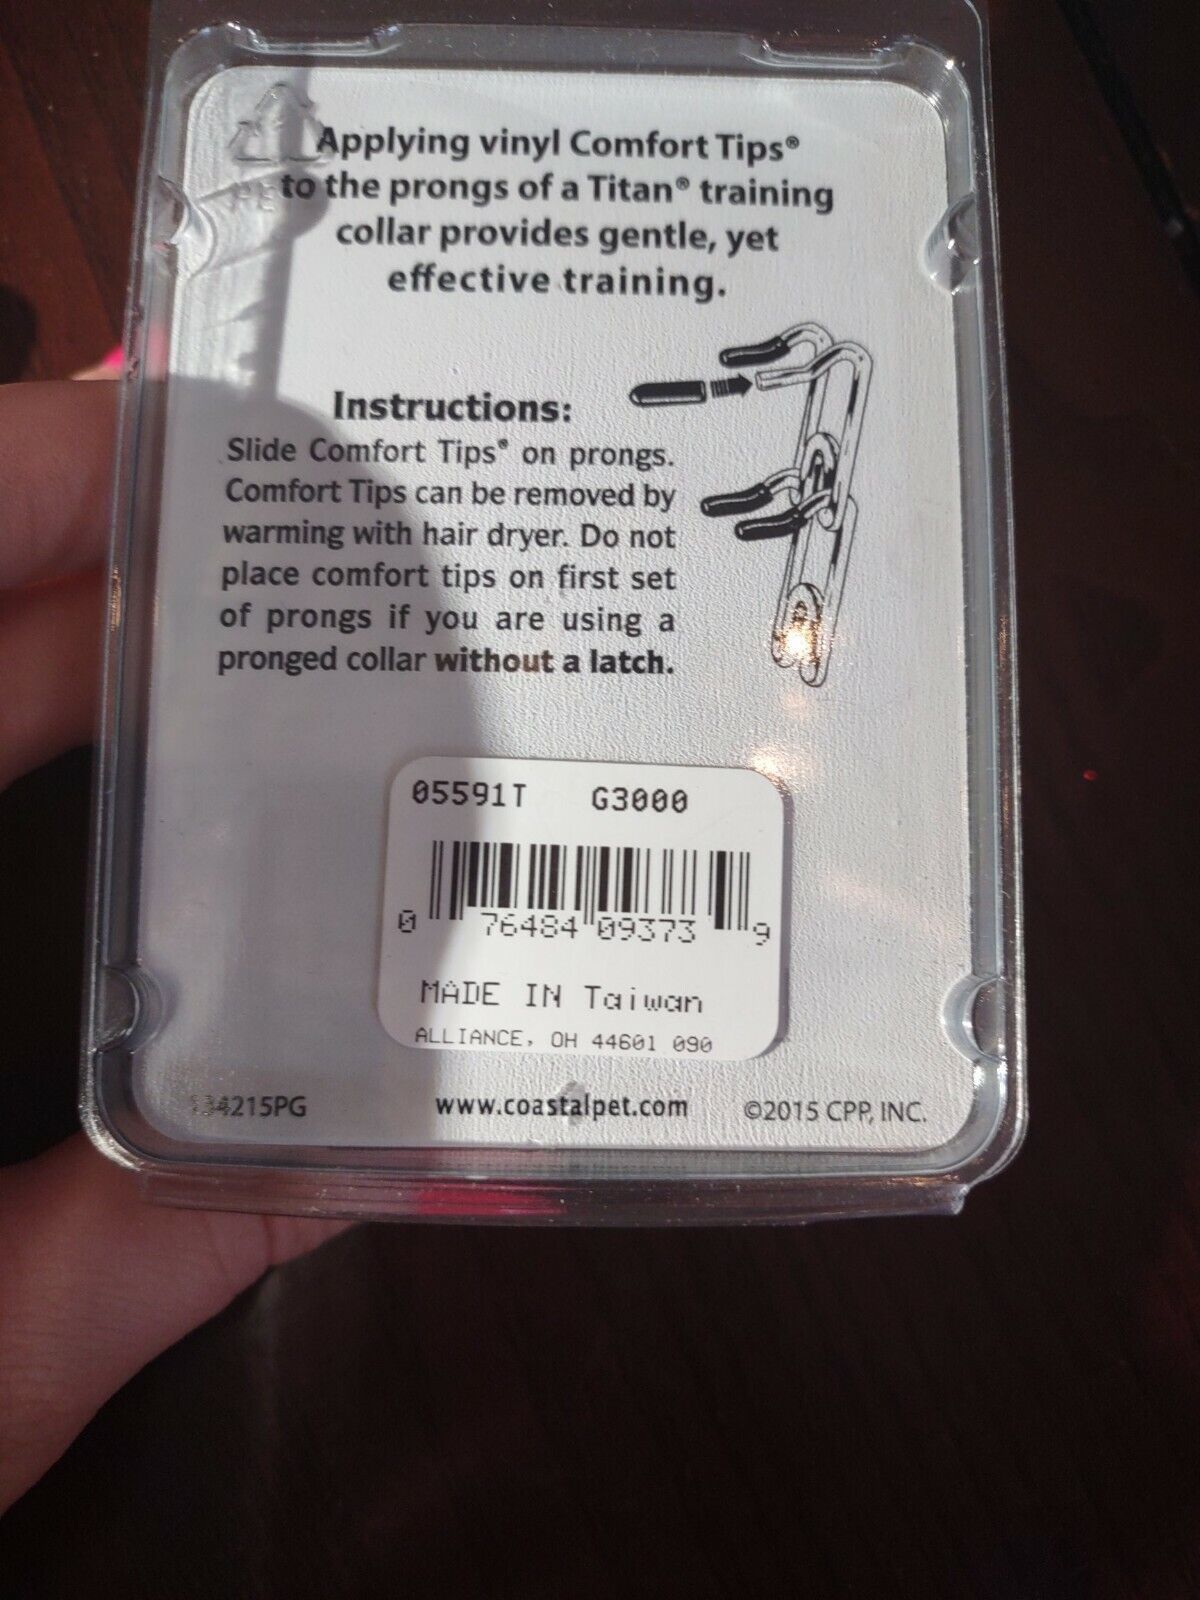 Applying vinyl Comfort Tips®
to the prongs of a Titan® training
collar provides gentle, yet
effective training.
Instructions:
Slide Comfort Tips® on prongs.
Comfort Tips can be removed by
warming with hair dryer. Do not
place comfort tips on first set
of prongs if you are using a
pronged collar without a latch.
05591T G3000
0 76484 09373 9
MADE IN Taiwan
ALLIANCE, OH 44601 090
134215PG www.coastalpet.com ©2015 CPP, INC.